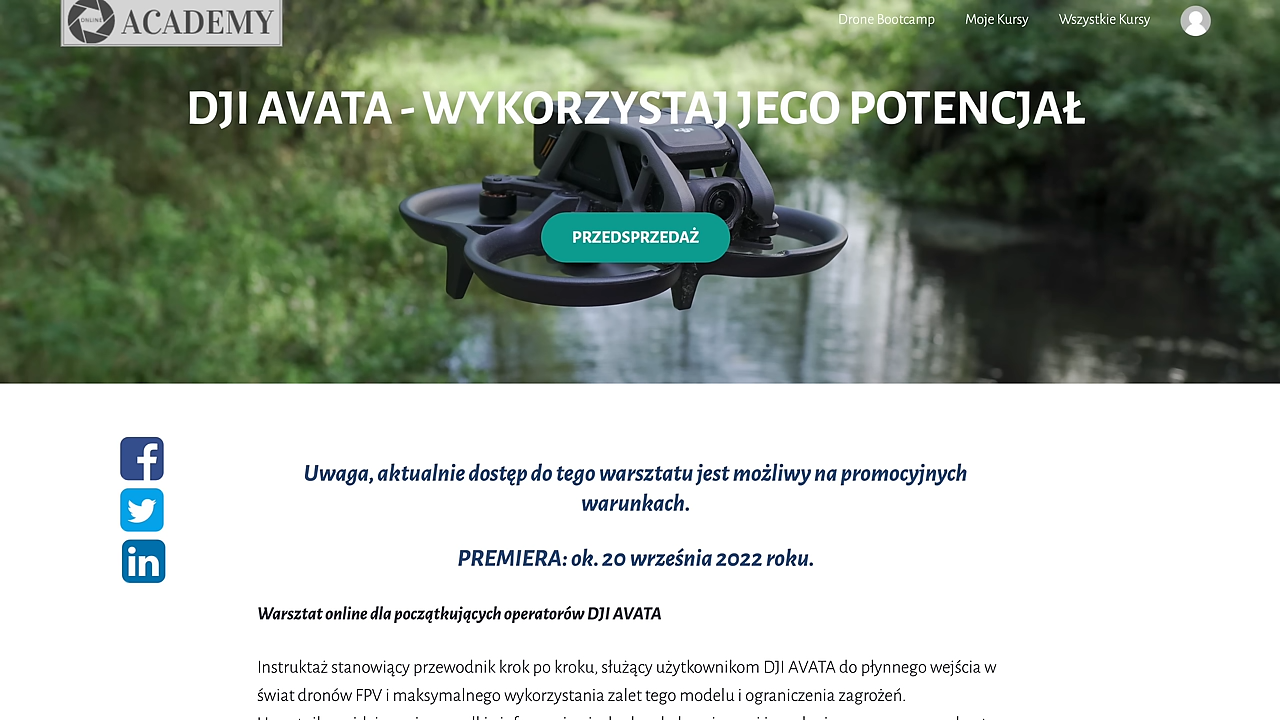 ONLINE ACADEMY
Drone Bootcamp
Moje Kursy
Wszystkie Kursy
DJI AVATA - WYKORZYSTAJ JEGO POTENCJAŁ
PRZEDSPRZEDAŻ
Uwaga, aktualnie dostęp do tego warsztatu jest możliwy na promocyjnych
warunkach.
PREMIERA: ok. 20 września 2022 roku.
Warsztat online dla początkujących operatorów DJI AVATA
Instruktaż stanowiący przewodnik krok po kroku, służący użytkownikom DJI AVATA do płynnego wejścia w
świat dronów FPV i maksymalnego wykorzystania zalet tego modelu i ograniczenia zagrożeń.